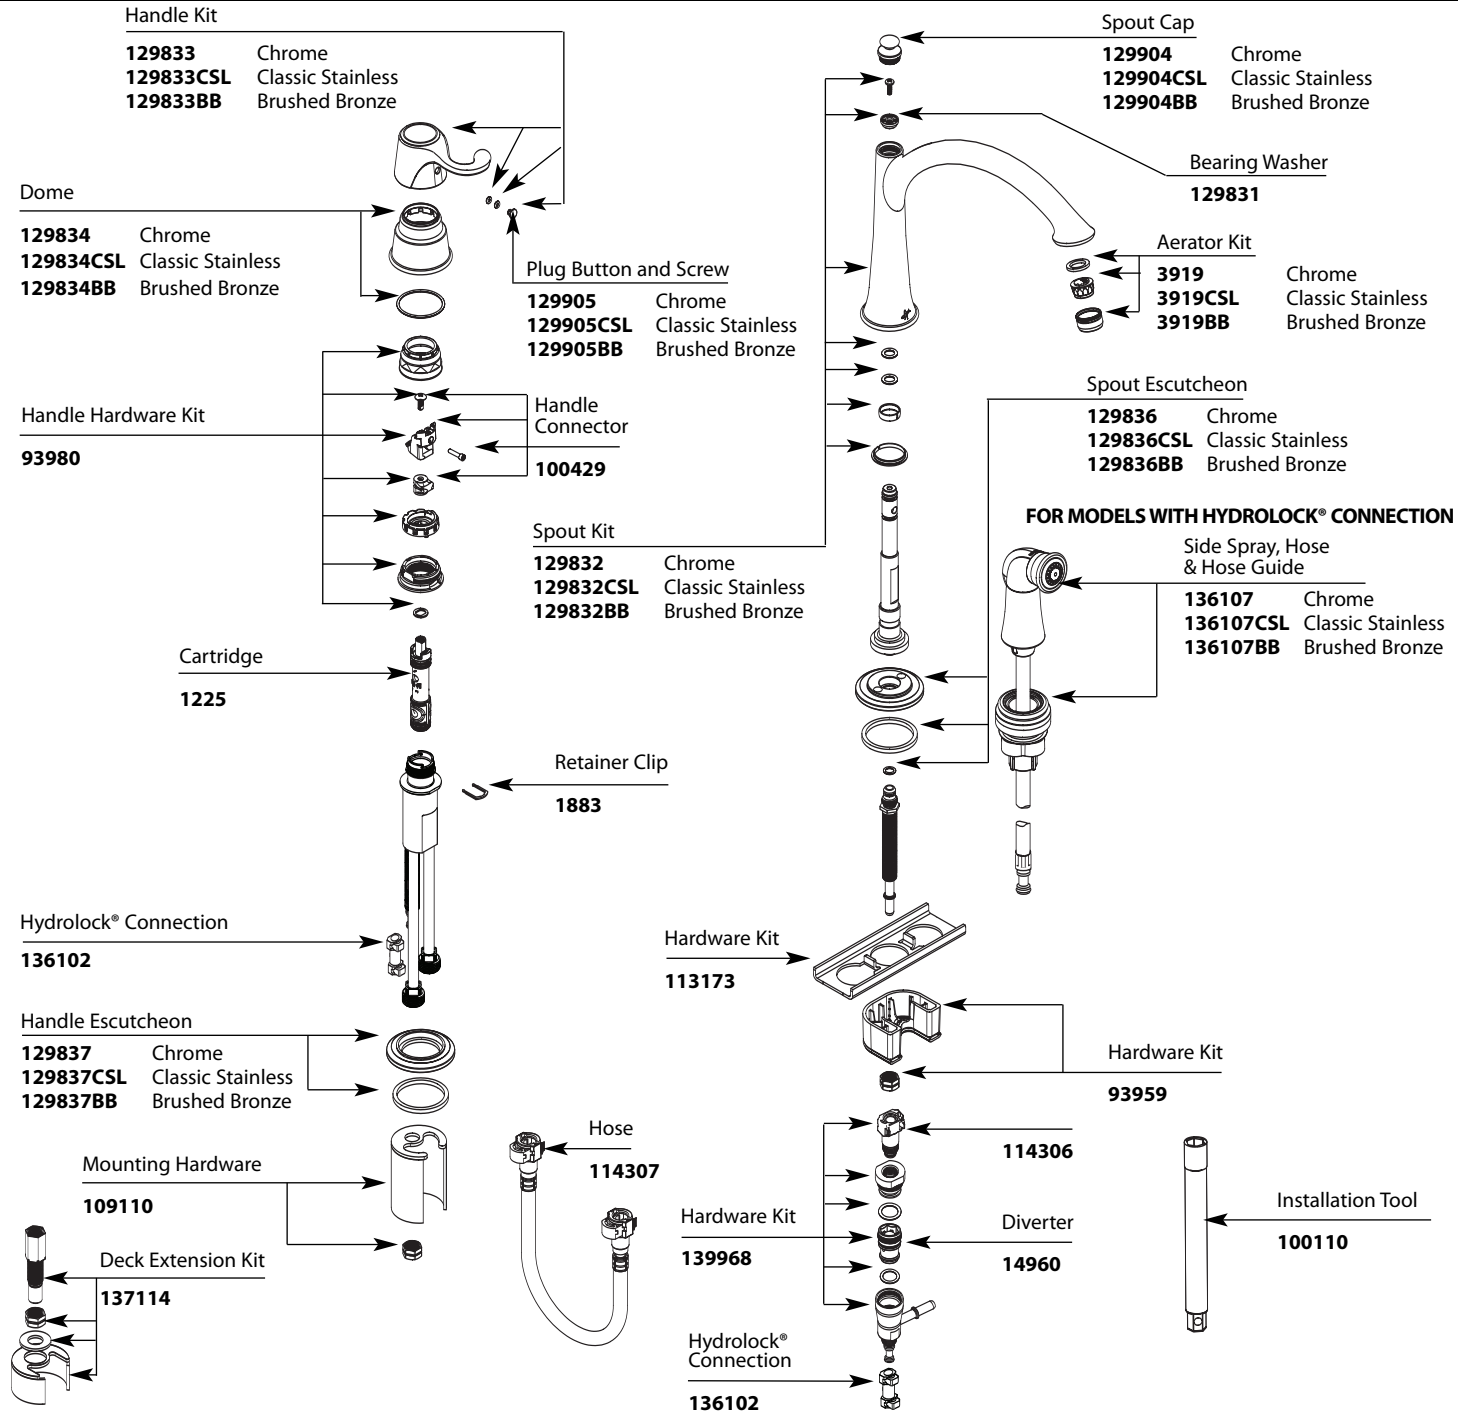 Handle Kit
129833 Chrome
129833CSL Classic Stainless
129833BB Brushed Bronze
Spout Cap
129904 Chrome
129904CSL Classic Stainless
129904BB Brushed Bronze
Bearing Washer
129831
Dome
129834 Chrome
129834CSL Classic Stainless
129834BB Brushed Bronze
Plug Button and Screw
129905 Chrome
129905CSL Classic Stainless
129905BB Brushed Bronze
Aerator Kit
3919 Chrome
3919CSL Classic Stainless
3919BB Brushed Bronze
Handle Hardware Kit
93980
Handle
Connector
100429
Spout Escutcheon
129836 Chrome
129836CSL Classic Stainless
129836BB Brushed Bronze
Spout Kit
129832 Chrome
129832CSL Classic Stainless
129832BB Brushed Bronze
FOR MODELS WITH HYDROLOCK® CONNECTION
Side Spray, Hose
& Hose Guide
136107 Chrome
136107CSL Classic Stainless
136107BB Brushed Bronze
Cartridge
1225
Retainer Clip
1883
Hydrolock® Connection
136102
Hardware Kit
113173
Handle Escutcheon
129837 Chrome
129837CSL Classic Stainless
129837BB Brushed Bronze
Hardware Kit
93959
Mounting Hardware
109110
Hose
114307
114306
Hardware Kit
139968
Diverter
14960
Installation Tool
100110
Deck Extension Kit
137114
Hydrolock®
Connection
136102